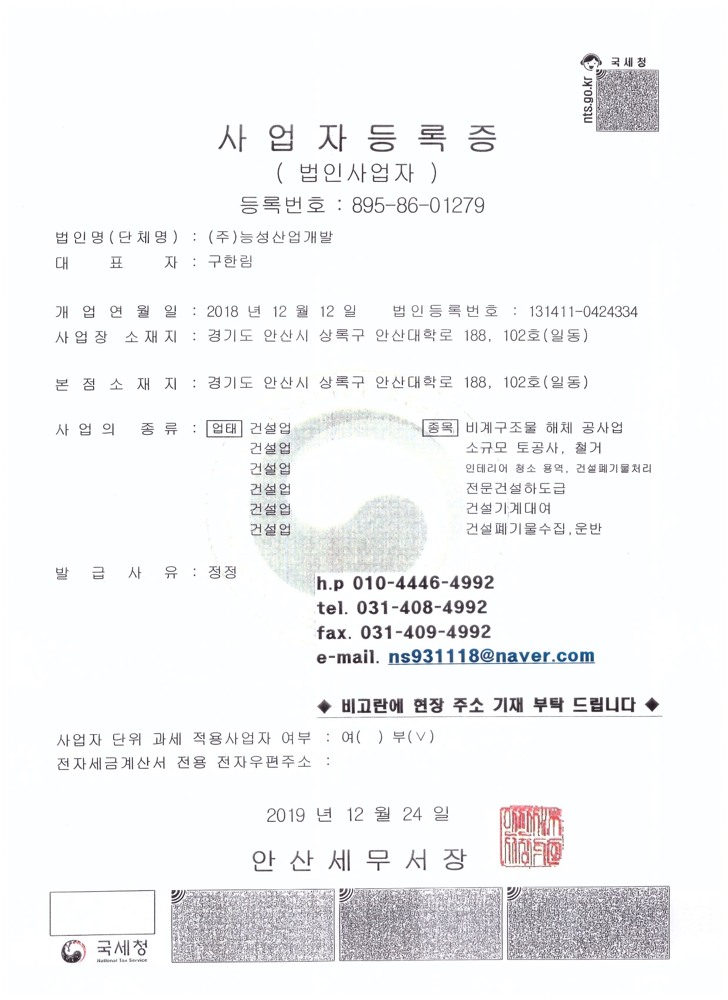 국세청
nts.go.kr
사업자등록증
( 법인사업자 )
등록번호 : 895-86-01279
법인명(단체명) : (주)능성산업개발
대 표 자 : 구한림
개 업 연 월 일 : 2018 년 12 월 12 일 법인등록번호 : 131411-0424334
사업장 소재지 : 경기도 안산시 상록구 안산대학로 188, 102호(일동)
본 점 소 재 지 : 경기도 안산시 상록구 안산대학로 188, 102호(일동)
사업의 종류 : 업태 건설업 종목 비계구조물 해체 공사업
건설업 소규모 토공사, 철거
건설업 인테리어 청소 용역, 건설폐기물처리
건설업 전문건설하도급
건설업 건설기계대여
건설업 건설폐기물수집,운반
발 급 사 유 : 정정
h.p 010-4446-4992
tel. 031-408-4992
fax. 031-409-4992
e-mail. ns931118@naver.com
◆ 비고란에 현장 주소 기재 부탁 드립니다 ◆
사업자 단위 과세 적용사업자 여부 : 여( ) 부(∨)
전자세금계산서 전용 전자우편주소 :
2019 년 12 월 24 일
안산세무서장
국세청
National Tax Service